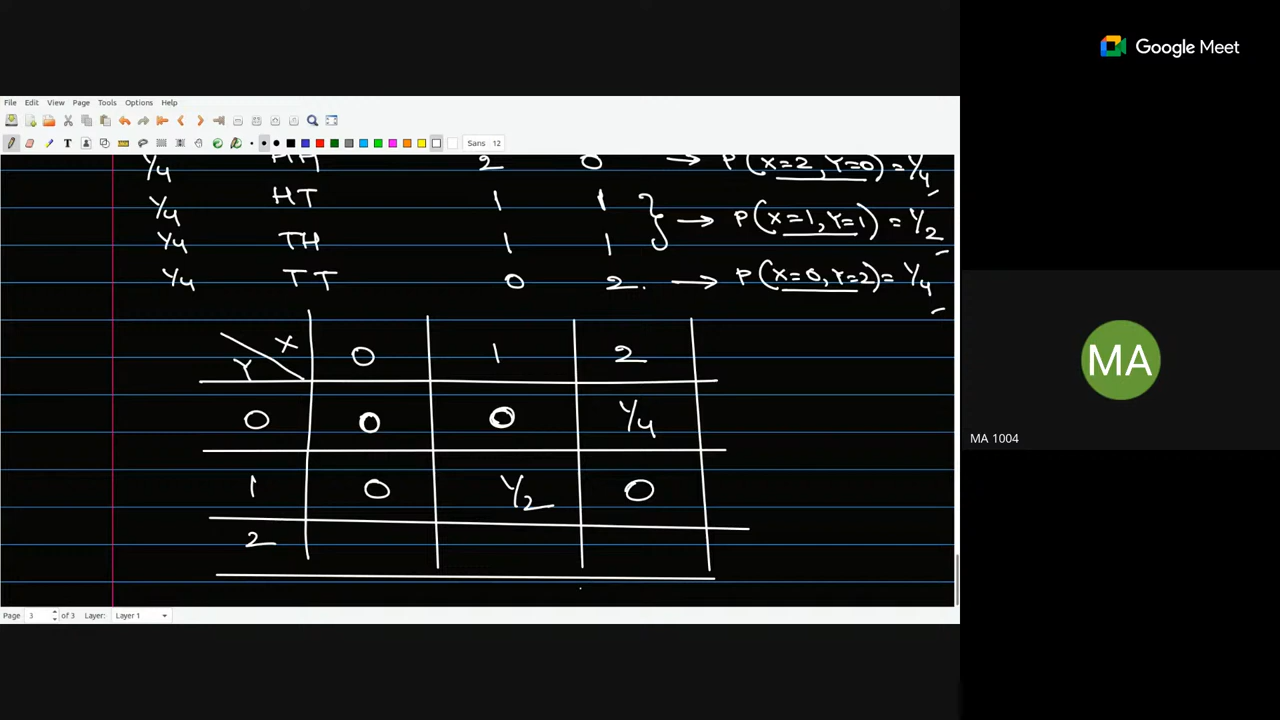 Google Meet
File Edit View Page Tools Options Help
Sans 12
1/4 HH 2 0 → P(X=2, Y=0) = 1/4
1/4 HT 1 1
} → P(X=1, Y=1) = 1/2
1/4 TH 1 1
1/4 TT 0 2. → P(X=0, Y=2) = 1/4
X
Y 0 1 2
0 0 0 1/4
1 0 1/2 0
2
MA
MA 1004
Page 3 of 3 Layer: Layer 1